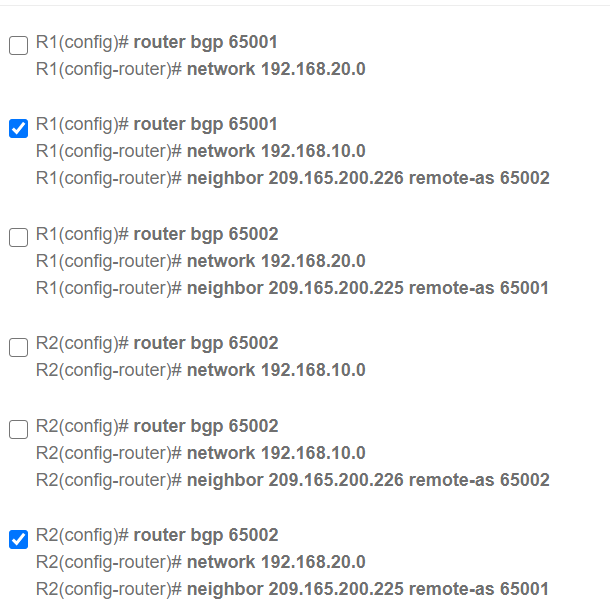 R1(config)# router bgp 65001
R1(config-router)# network 192.168.20.0
R1(config)# router bgp 65001
R1(config-router)# network 192.168.10.0
R1(config-router)# neighbor 209.165.200.226 remote-as 65002
R1(config)# router bgp 65002
R1(config-router)# network 192.168.20.0
R1(config-router)# neighbor 209.165.200.225 remote-as 65001
R2(config)# router bgp 65002
R2(config-router)# network 192.168.10.0
R2(config)# router bgp 65002
R2(config-router)# network 192.168.10.0
R2(config-router)# neighbor 209.165.200.226 remote-as 65002
R2(config)# router bgp 65002
R2(config-router)# network 192.168.20.0
R2(config-router)# neighbor 209.165.200.225 remote-as 65001